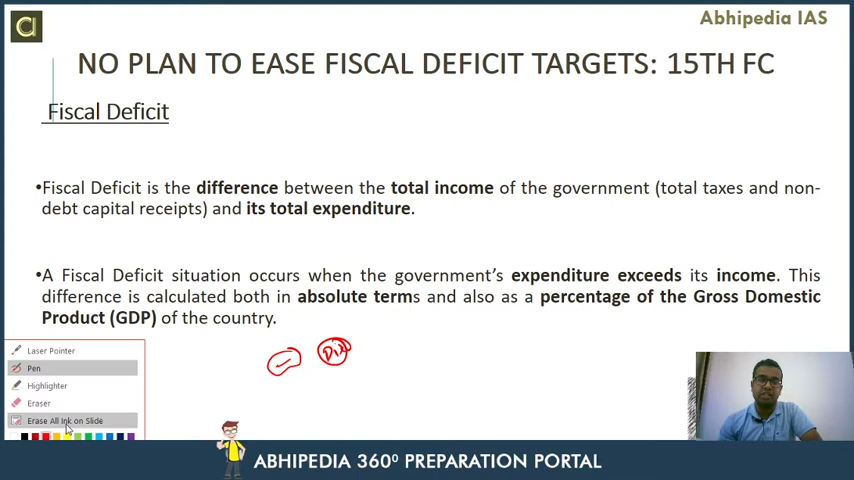 Abhipedia IAS
NO PLAN TO EASE FISCAL DEFICIT TARGETS: 15TH FC
Fiscal Deficit
•Fiscal Deficit is the difference between the total income of the government (total taxes and non-
debt capital receipts) and its total expenditure.
•A Fiscal Deficit situation occurs when the government’s expenditure exceeds its income. This
difference is calculated both in absolute terms and also as a percentage of the Gross Domestic
Product (GDP) of the country.
Laser Pointer
Pen
Highlighter
Eraser
Erase All Ink on Slide
ABHIPEDIA 360⁰ PREPARATION PORTAL